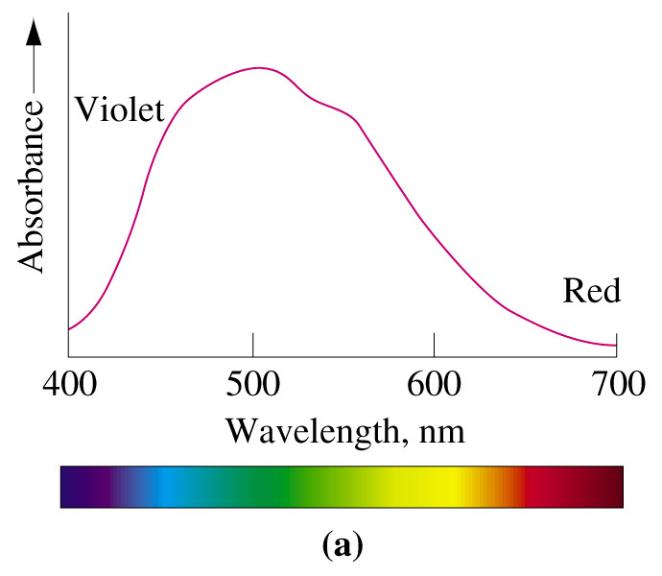 Absorbance
Violet
Red
400 500 600 700
Wavelength, nm
(a)